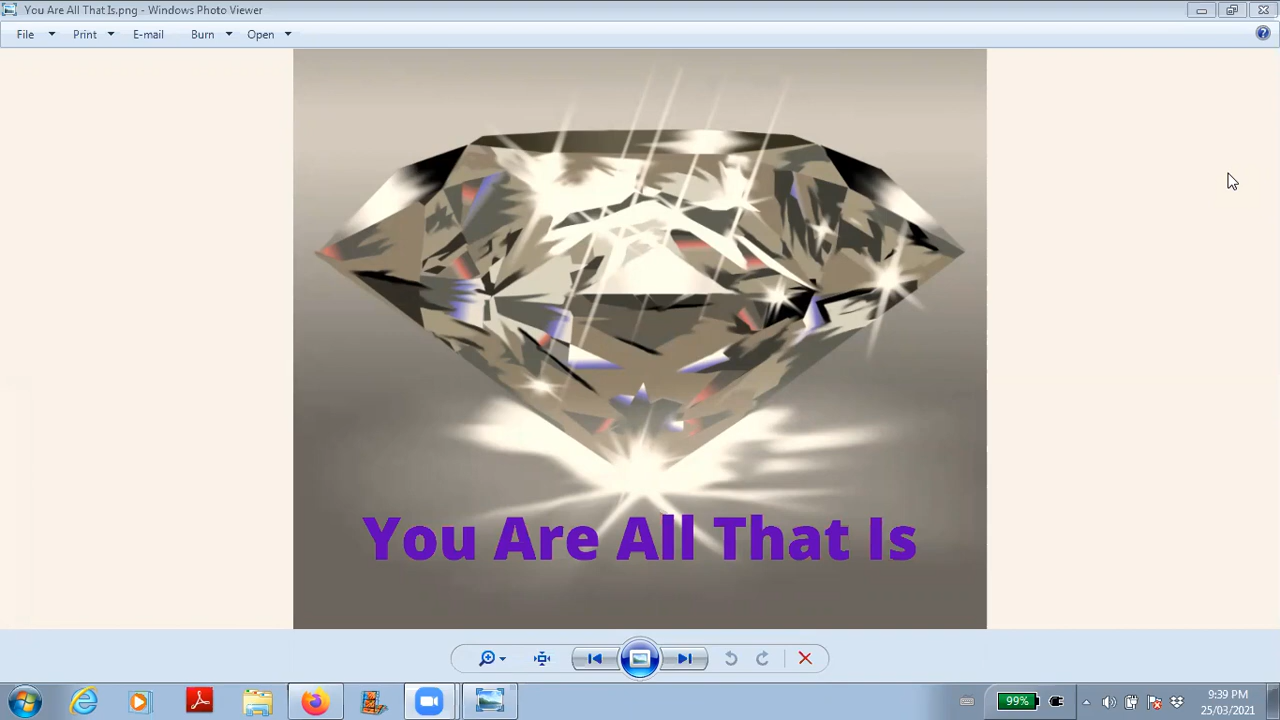 You Are All That Is.png - Windows Photo Viewer
File Print E-mail Burn Open
You Are All That Is
99%
9:39 PM
25/03/2021